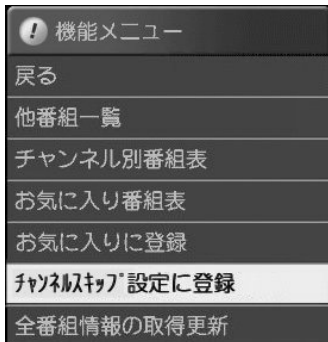 機能メニュー
戻る
他番組一覧
チャンネル別番組表
お気に入り番組表
お気に入りに登録
ﾁｬﾝﾈﾙｽｷｯﾌﾟ設定に登録
全番組情報の取得更新